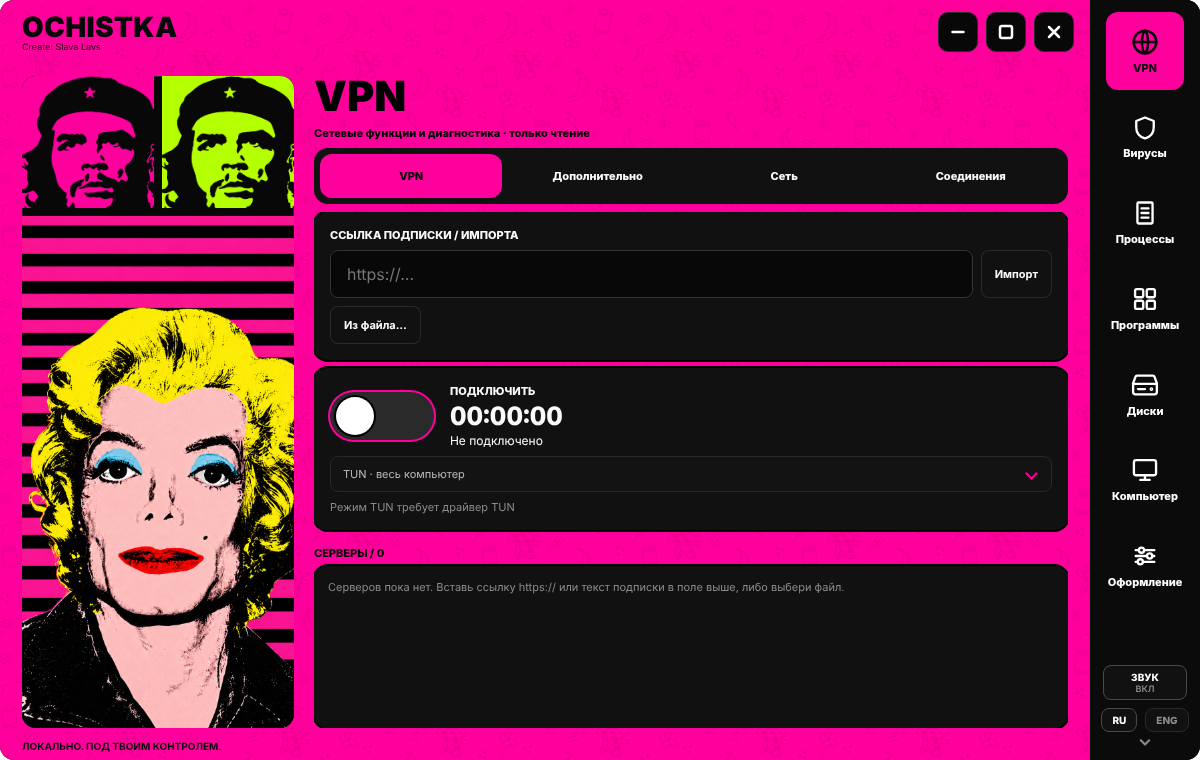 OCHISTKA
Create: Slava Lavs
VPN
Сетевые функции и диагностика · только чтение
VPN
Дополнительно
Сеть
Соединения
ССЫЛКА ПОДПИСКИ / ИМПОРТА
https://...
Импорт
Из файла...
ПОДКЛЮЧИТЬ
00:00:00
Не подключено
TUN · весь компьютер
Режим TUN требует драйвер TUN
СЕРВЕРЫ / 0
Серверов пока нет. Вставь ссылку https:// или текст подписки в поле выше, либо выбери файл.
ЛОКАЛЬНО. ПОД ТВОИМ КОНТРОЛЕМ.
VPN
Вирусы
Процессы
Программы
Диски
Компьютер
Оформление
ЗВУК
ВКЛ
RU
ENG